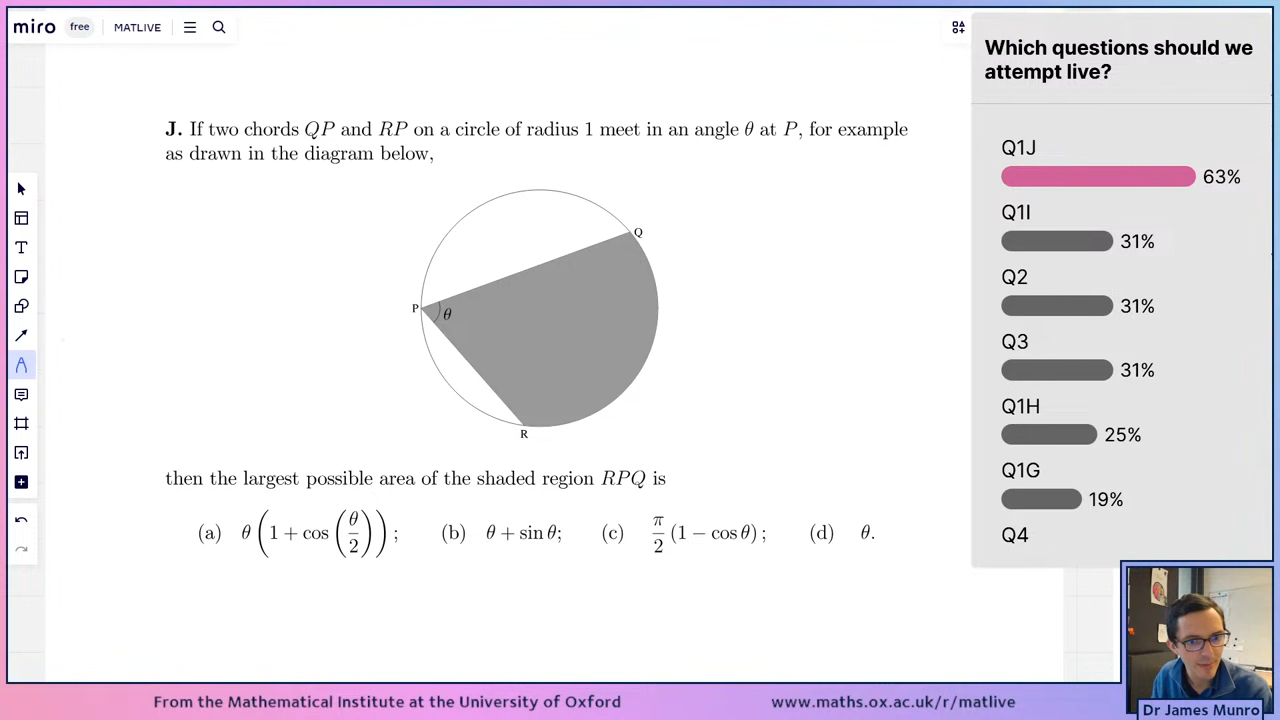 miro free MATLIVE
Which questions should we
attempt live?
J. If two chords QP and RP on a circle of radius 1 meet in an angle θ at P, for example
as drawn in the diagram below,
Q
P
θ
R
then the largest possible area of the shaded region RPQ is
(a) θ(1 + cos(θ/2)); (b) θ + sin θ; (c) π/2 (1 − cos θ); (d) θ.
Q1J
63%
Q1I
31%
Q2
31%
Q3
31%
Q1H
25%
Q1G
19%
Q4
Dr James Munro
From the Mathematical Institute at the University of Oxford www.maths.ox.ac.uk/r/matlive